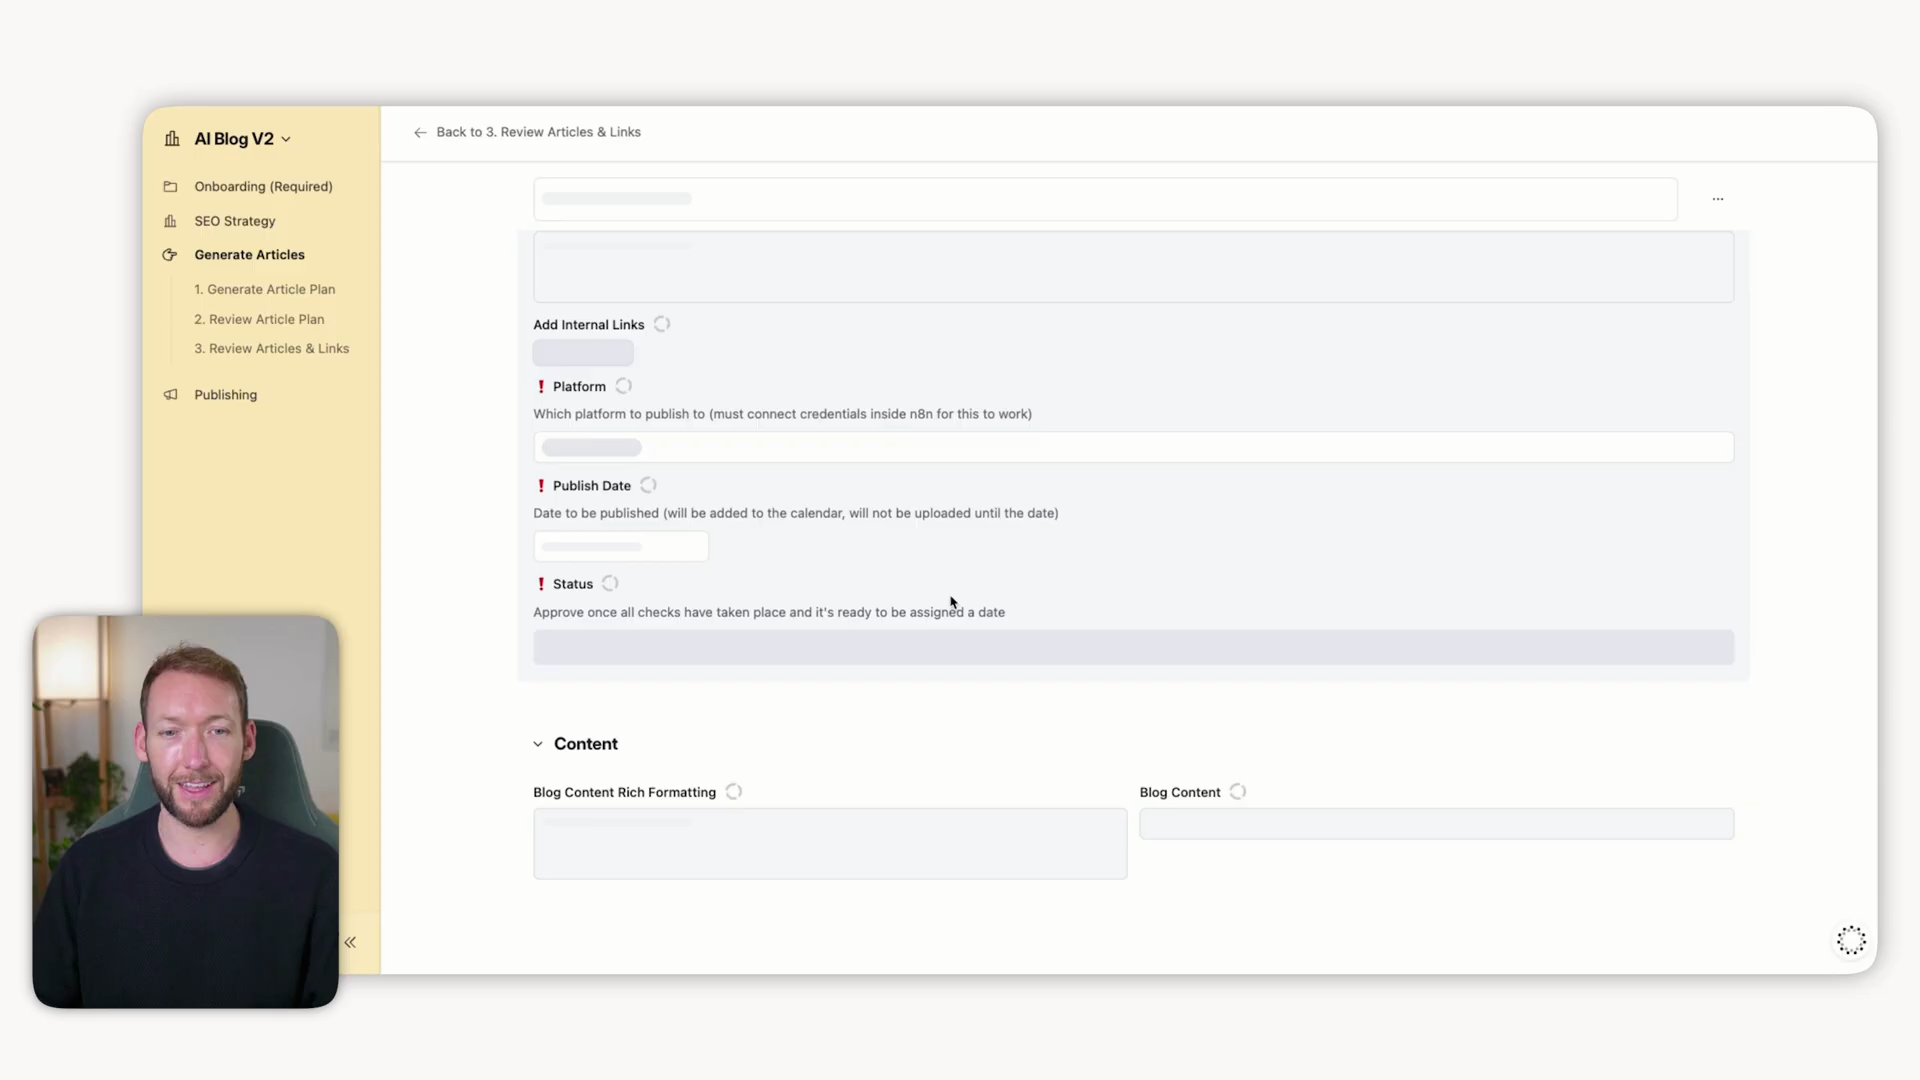 AI Blog V2
Onboarding (Required)
SEO Strategy
Generate Articles
1. Generate Article Plan
2. Review Article Plan
3. Review Articles & Links
Publishing
Back to 3. Review Articles & Links
...
Add Internal Links
! Platform
Which platform to publish to (must connect credentials inside n8n for this to work)
! Publish Date
Date to be published (will be added to the calendar, will not be uploaded until the date)
! Status
Approve once all checks have taken place and it's ready to be assigned a date
Content
Blog Content Rich Formatting
Blog Content